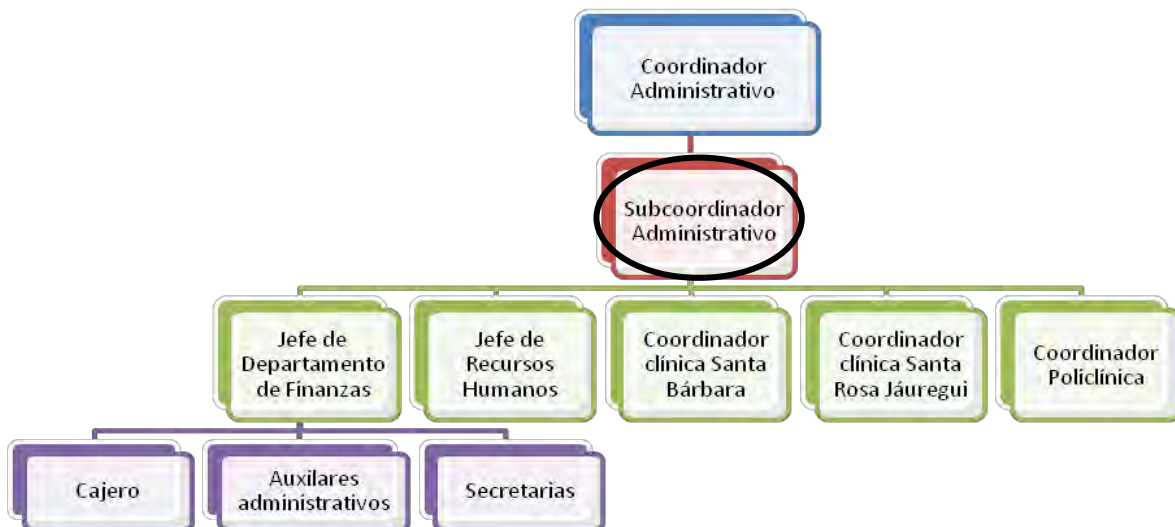 Coordinador
Administrativo
Subcoordinador
Administrativo
Jefe de
Departamento
de Finanzas
Jefe de
Recursos
Humanos
Coordinador
clínica Santa
Bárbara
Coordinador
clínica Santa
Rosa Jáuregui
Coordinador
Policlínica
Cajero
Auxilares
administrativos
Secretarias